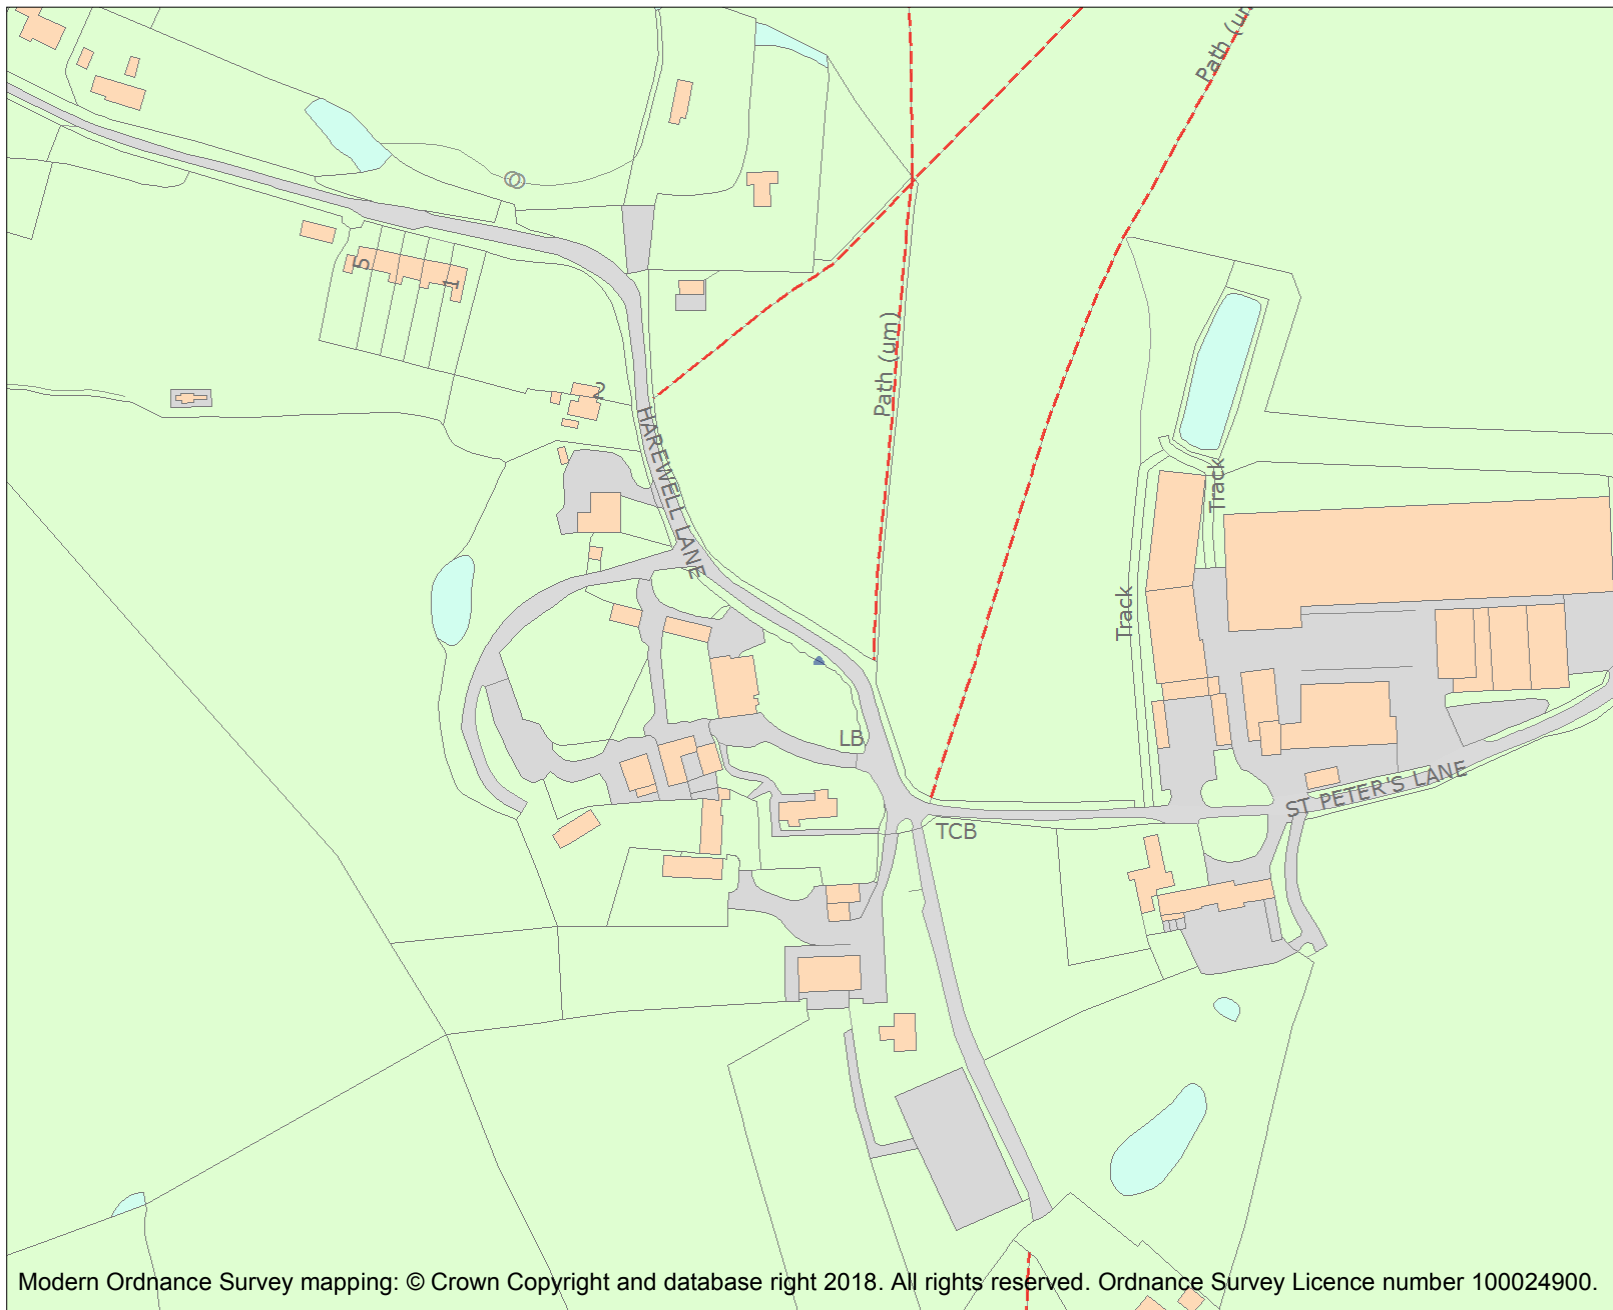 Path (um)
5
1
2
HAREWELL LANE
Path (um)
Track
Track
LB
TCB
ST PETER'S LANE
Modern Ordnance Survey mapping: © Crown Copyright and database right 2018. All rights reserved. Ordnance Survey Licence number 100024900.